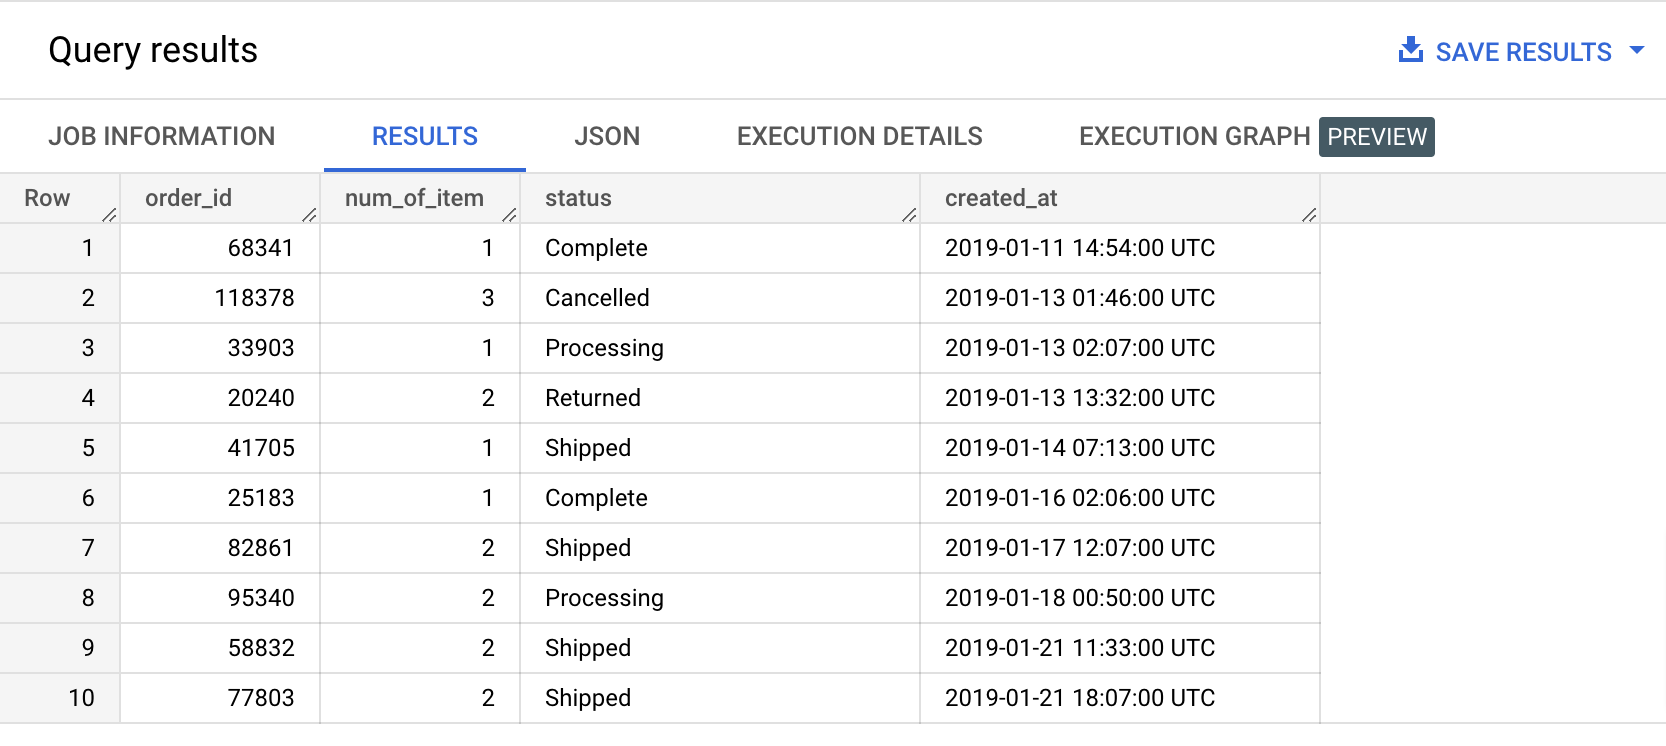 Query results
SAVE RESULTS
JOB INFORMATION RESULTS JSON EXECUTION DETAILS EXECUTION GRAPH PREVIEW
Row order_id num_of_item status created_at
1 68341 1 Complete 2019-01-11 14:54:00 UTC
2 118378 3 Cancelled 2019-01-13 01:46:00 UTC
3 33903 1 Processing 2019-01-13 02:07:00 UTC
4 20240 2 Returned 2019-01-13 13:32:00 UTC
5 41705 1 Shipped 2019-01-14 07:13:00 UTC
6 25183 1 Complete 2019-01-16 02:06:00 UTC
7 82861 2 Shipped 2019-01-17 12:07:00 UTC
8 95340 2 Processing 2019-01-18 00:50:00 UTC
9 58832 2 Shipped 2019-01-21 11:33:00 UTC
10 77803 2 Shipped 2019-01-21 18:07:00 UTC